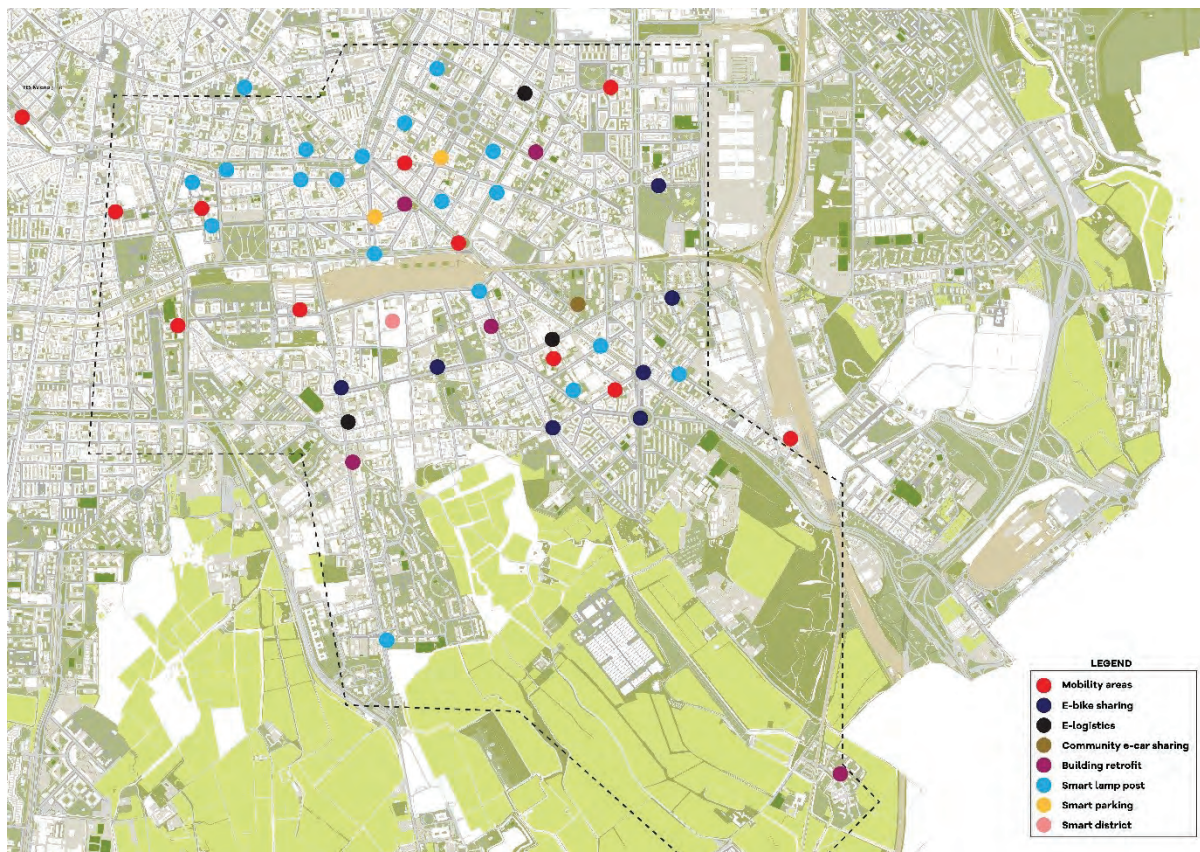 LEGEND
Mobility areas
E-bike sharing
E-logistics
Community e-car sharing
Building retrofit
Smart lamp post
Smart parking
Smart district